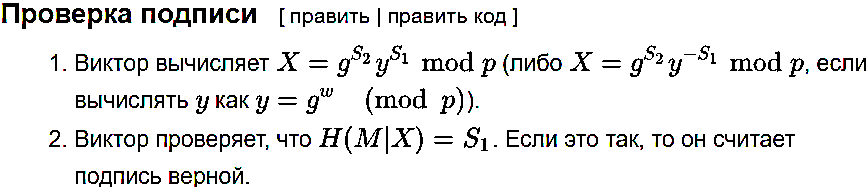 Проверка подписи [ править | править код ]
1. Виктор вычисляет X = g^{S_2} y^{S_1} mod p (либо X = g^{S_2} y^{-S_1} mod p, если
вычислять y как y = g^w (mod p)).
2. Виктор проверяет, что H(M|X) = S_1. Если это так, то он считает
подпись верной.